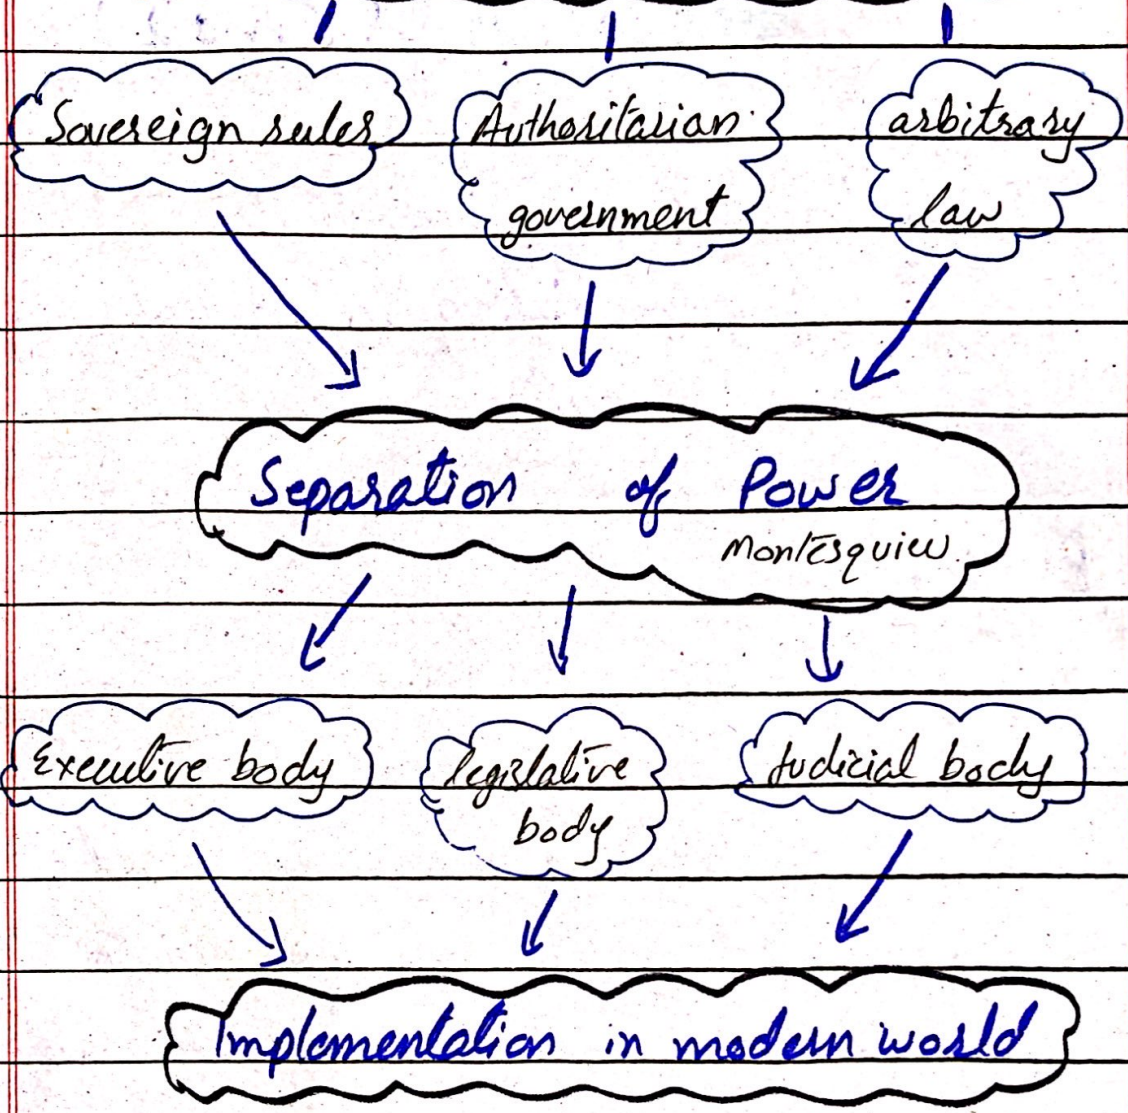 Sovereign ruler
Authoritarian
government
arbitrary
law
Separation of Power
Montesquieu
Executive body
legislative
body
Judicial body
Implementation in modern world